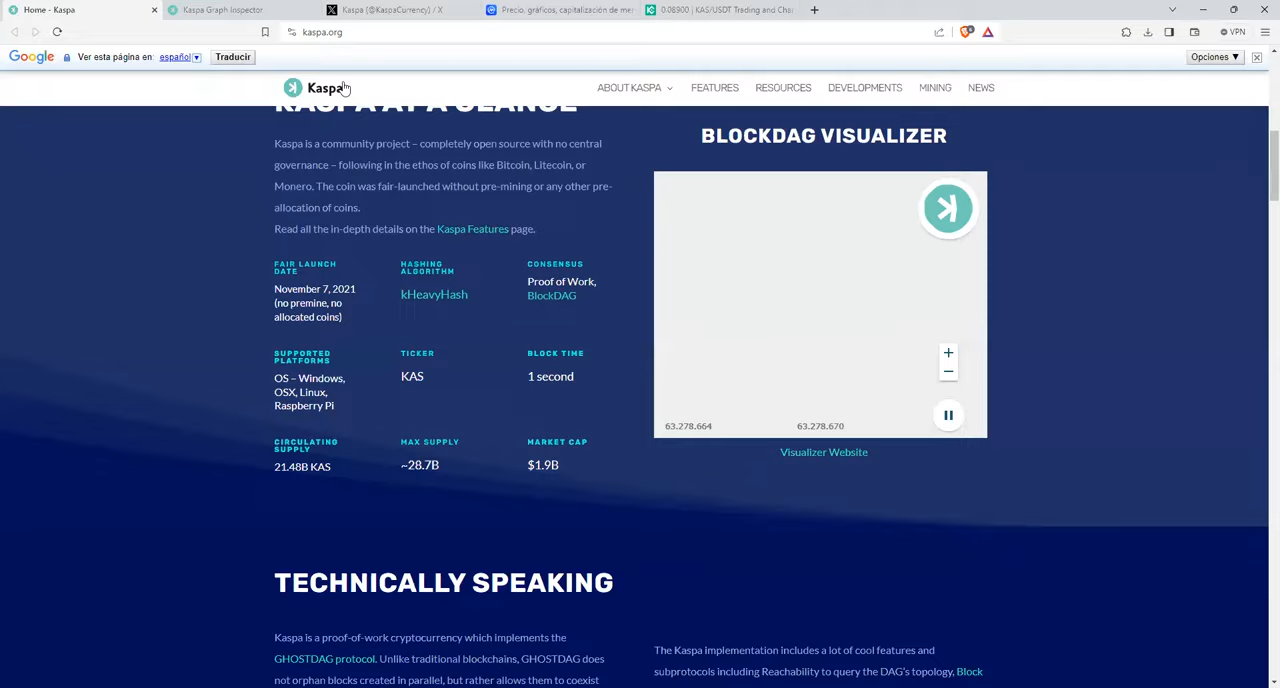 Home - Kaspa
Kaspa Graph Inspector
Kaspa (@KaspaCurrency) / X
Precio, gráficos, capitalización de me
0.08900 | KAS/USDT Trading and Cha
kaspa.org
VPN
Google Ver esta página en: español Traducir
Opciones ▼
Kaspa
ABOUT KASPA
FEATURES
RESOURCES
DEVELOPMENTS
MINING
NEWS
KASPA AT A GLANCE
Kaspa is a community project – completely open source with no central
governance – following in the ethos of coins like Bitcoin, Litecoin, or
Monero. The coin was fair-launched without pre-mining or any other pre-
allocation of coins.
Read all the in-depth details on the Kaspa Features page.
FAIR LAUNCH
DATE
November 7, 2021
(no premine, no
allocated coins)
HASHING
ALGORITHM
kHeavyHash
CONSENSUS
Proof of Work,
BlockDAG
SUPPORTED
PLATFORMS
OS – Windows,
OSX, Linux,
Raspberry Pi
TICKER
KAS
BLOCK TIME
1 second
CIRCULATING
SUPPLY
21.48B KAS
MAX SUPPLY
~28.7B
MARKET CAP
$1.9B
BLOCKDAG VISUALIZER
63.278.664
63.278.670
Visualizer Website
TECHNICALLY SPEAKING
Kaspa is a proof-of-work cryptocurrency which implements the
GHOSTDAG protocol. Unlike traditional blockchains, GHOSTDAG does
not orphan blocks created in parallel, but rather allows them to coexist
The Kaspa implementation includes a lot of cool features and
subprotocols including Reachability to query the DAG's topology, Block